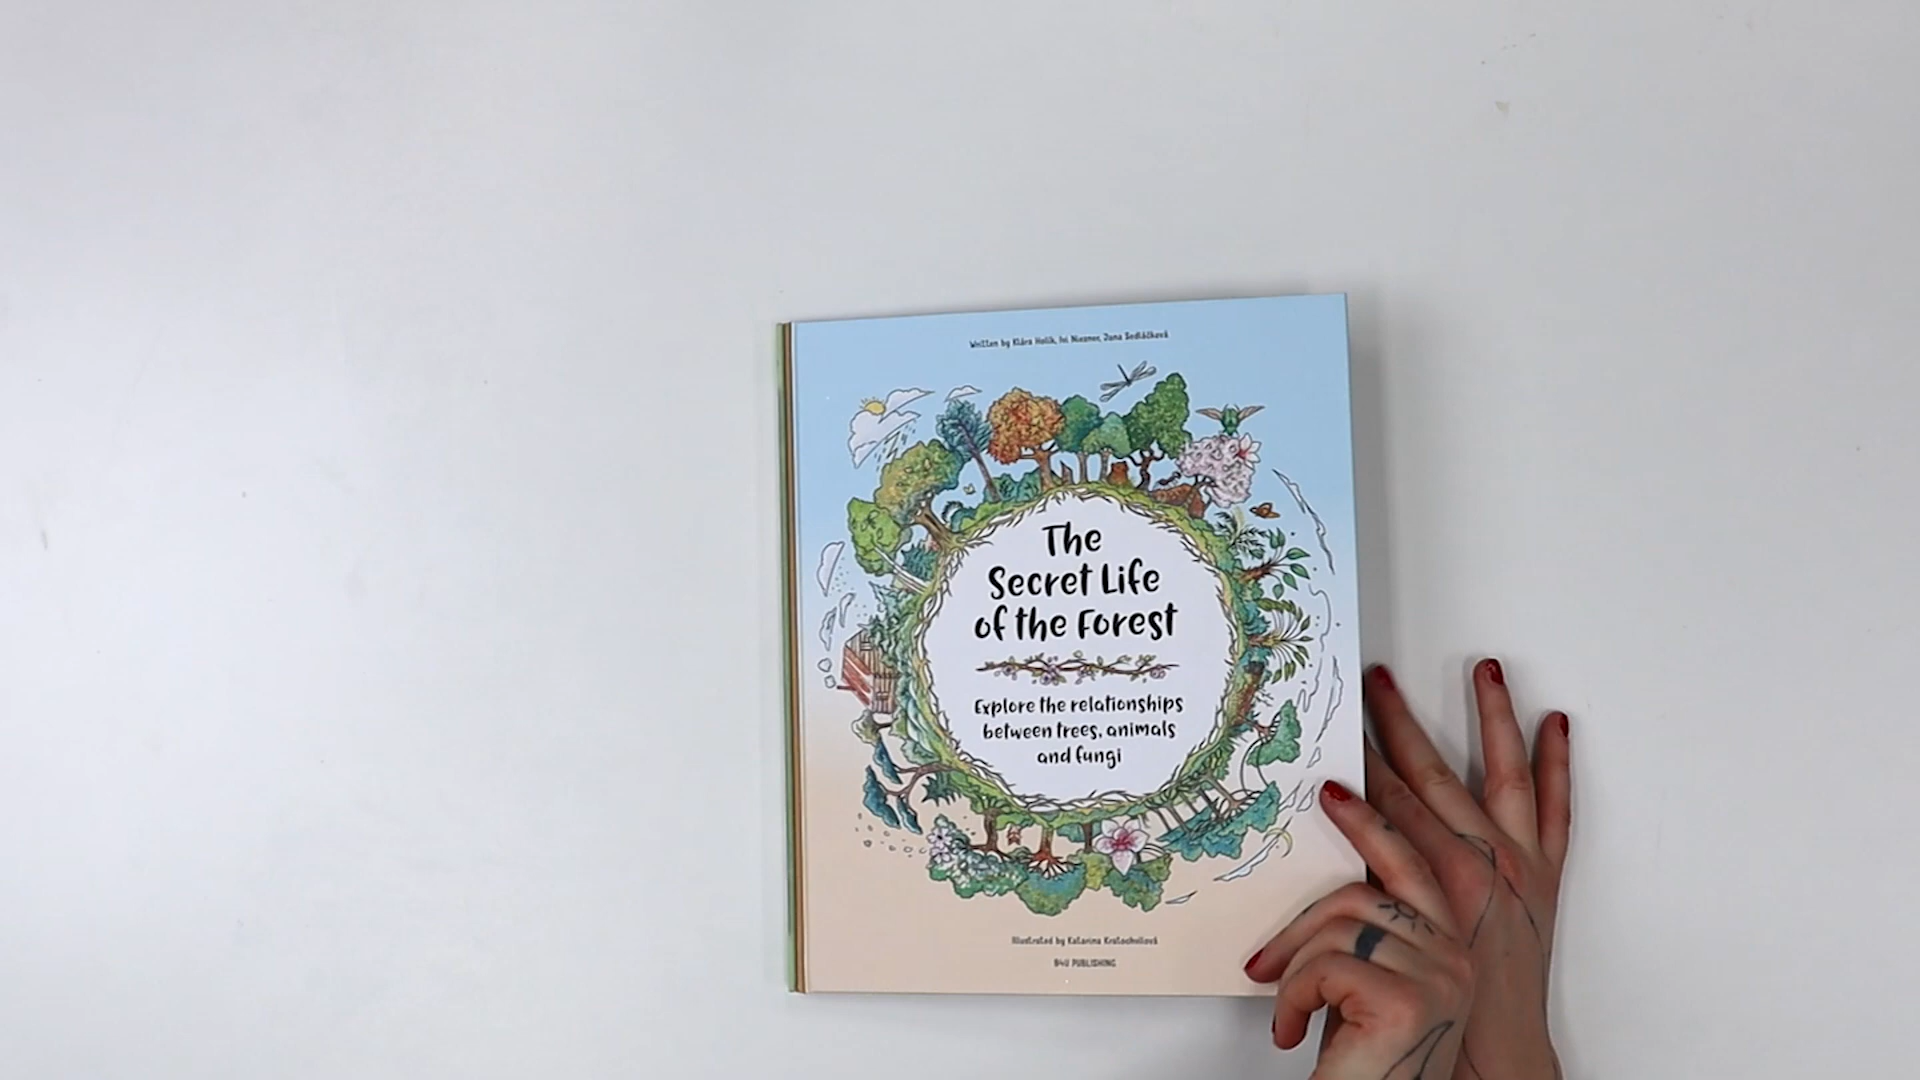 Written by Klára Holík, Ivi Niesner, Jana Sedláčková
The
Secret Life
of the Forest
Explore the relationships
between trees, animals
and fungi
Illustrated by Katarína Kratochvílová
B4U PUBLISHING